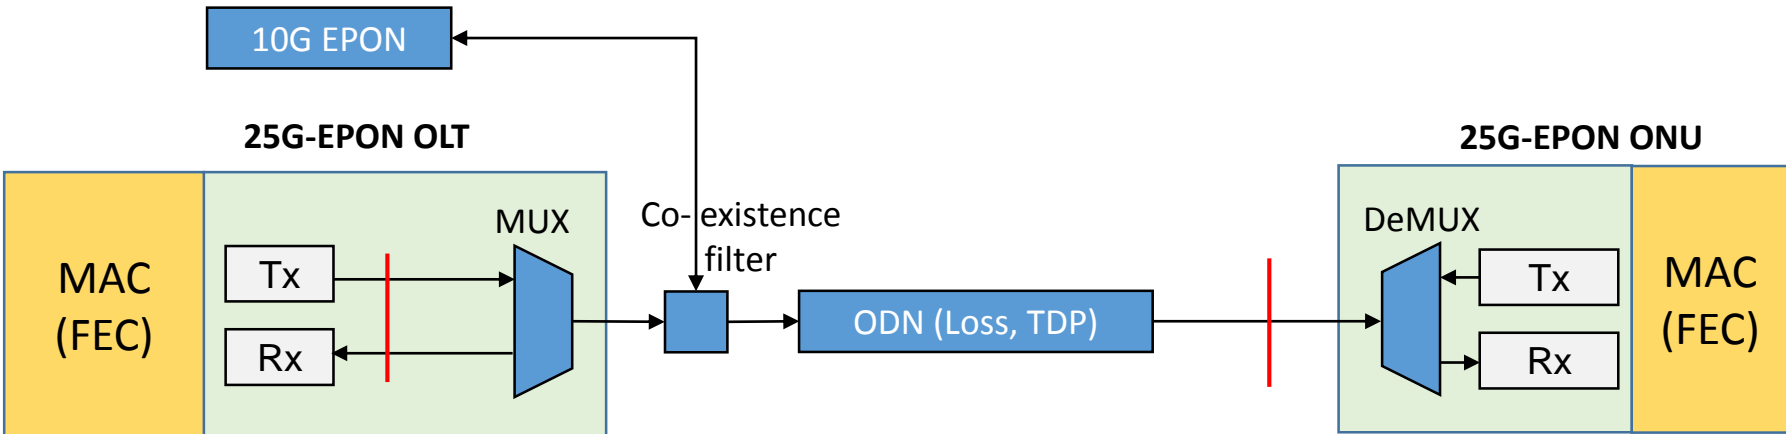 10G EPON
25G-EPON OLT
25G-EPON ONU
MUX
Co- existence
filter
DeMUX
MAC
(FEC)
Tx
Rx
ODN (Loss, TDP)
Tx
Rx
MAC
(FEC)